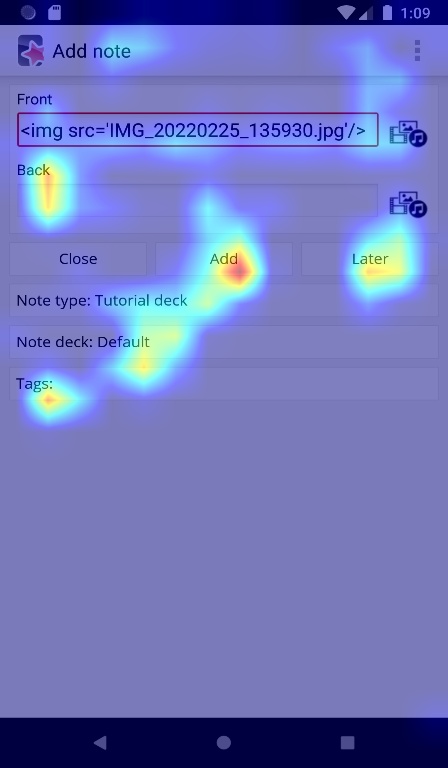 1:09
Add note
Front
<img src='IMG_20220225_135930.jpg'/>
Back
Close Add Later
Note type: Tutorial deck
Note deck: Default
Tags: